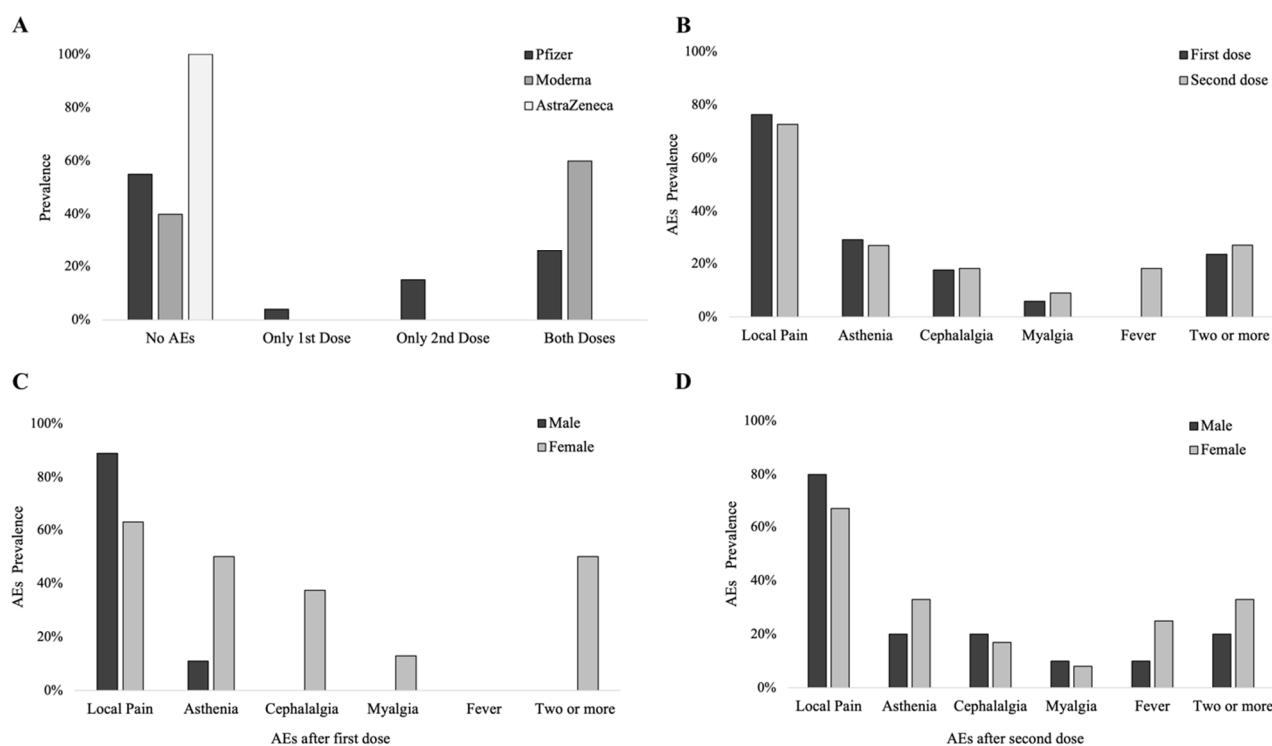 A
Pfizer
Moderna
AstraZeneca
Prevalence
100%
80%
60%
40%
20%
0%
No AEs Only 1st Dose Only 2nd Dose Both Doses
B
First dose
Second dose
AEs Prevalence
100%
80%
60%
40%
20%
0%
Local Pain Asthenia Cephalalgia Myalgia Fever Two or more
C
Male
Female
AEs Prevalence
100%
80%
60%
40%
20%
0%
Local Pain Asthenia Cephalalgia Myalgia Fever Two or more
AEs after first dose
D
Male
Female
AEs Prevalence
100%
80%
60%
40%
20%
0%
Local Pain Asthenia Cephalalgia Myalgia Fever Two or more
AEs after second dose